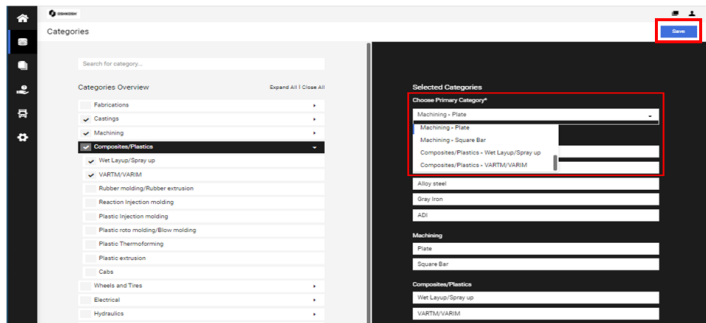 OSHKOSH
Categories
Save
Search for category...
Categories Overview
Expand All | Close All
Fabrications
Castings
Machining
Composites/Plastics
Wet Layup/Spray up
VARTM/VARIM
Rubber molding/Rubber extrusion
Reaction Injection molding
Plastic Injection molding
Plastic roto molding/Blow molding
Plastic Thermoforming
Plastic extrusion
Cabs
Wheels and Tires
Electrical
Hydraulics
Selected Categories
Choose Primary Category*
Machining - Plate
Machining - Plate
Machining - Square Bar
Composites/Plastics - Wet Layup/Spray up
Composites/Plastics - VARTM/VARIM
Alloy steel
Gray Iron
ADI
Machining
Plate
Square Bar
Composites/Plastics
Wet Layup/Spray up
VARTM/VARIM